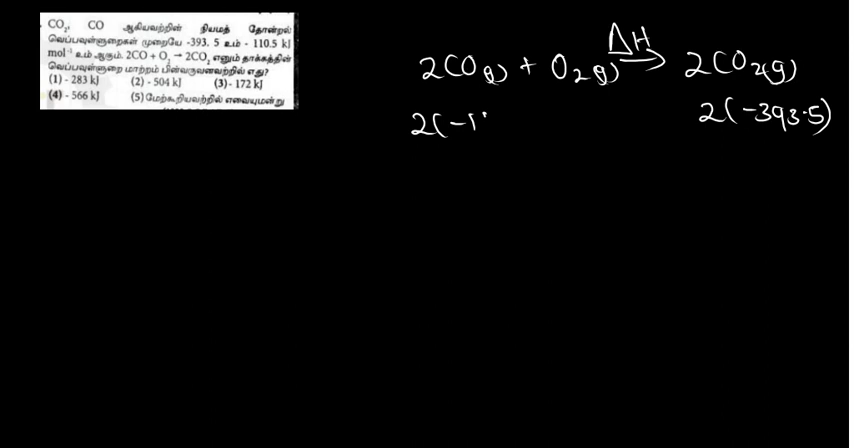 CO₂, CO ஆகியவற்றின் நியமத் தோன்றல்
வெப்பவுள்ளுறைகள் முறையே -393. 5 உம் - 110.5 kJ
mol⁻¹ உம் ஆகும். 2CO + O₂ → 2CO₂ எனும் தாக்கத்தின்
வெப்பவுள்ளுறை மாற்றம் பின்வருவனவற்றில் எது?
(1) - 283 kJ (2) - 504 kJ (3) - 172 kJ
(4) - 566 kJ (5) மேற்கூறியவற்றில் எவையுமன்று
2CO(g) + O₂(g) ΔH→ 2CO₂(g)
2(-1 2(-393.5)